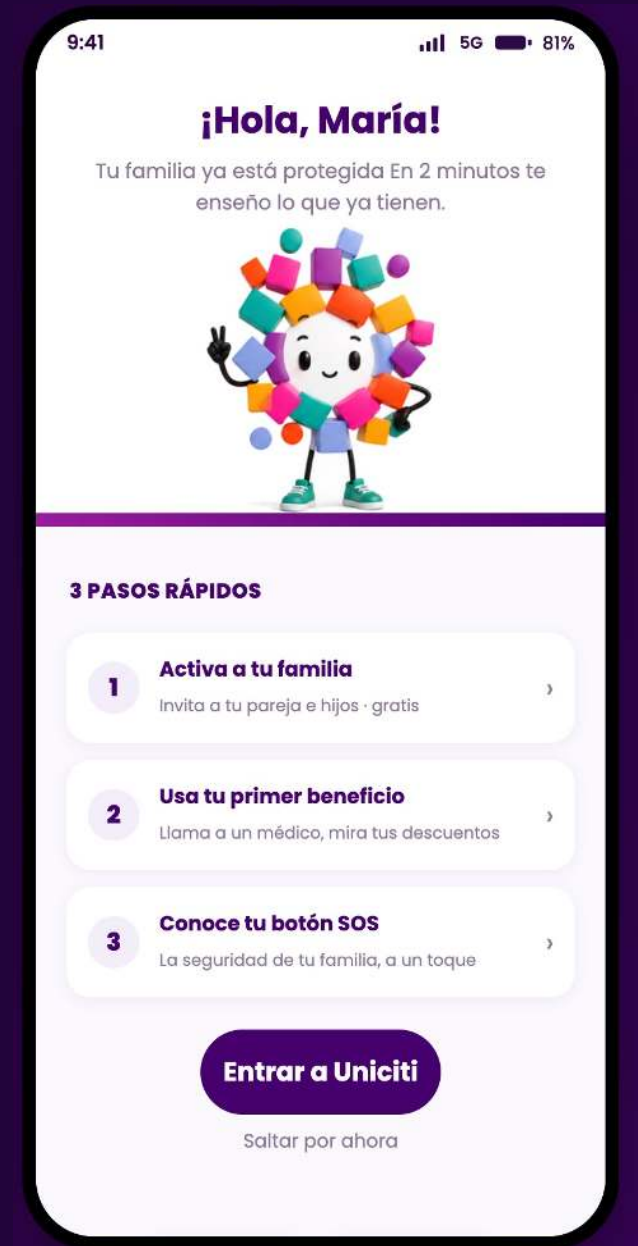 9:41
5G
81%
¡Hola, María!
Tu familia ya está protegida En 2 minutos te
enseño lo que ya tienen.
3 PASOS RÁPIDOS
1
Activa a tu familia
Invita a tu pareja e hijos · gratis
2
Usa tu primer beneficio
Llama a un médico, mira tus descuentos
3
Conoce tu botón SOS
La seguridad de tu familia, a un toque
Entrar a Uniciti
Saltar por ahora